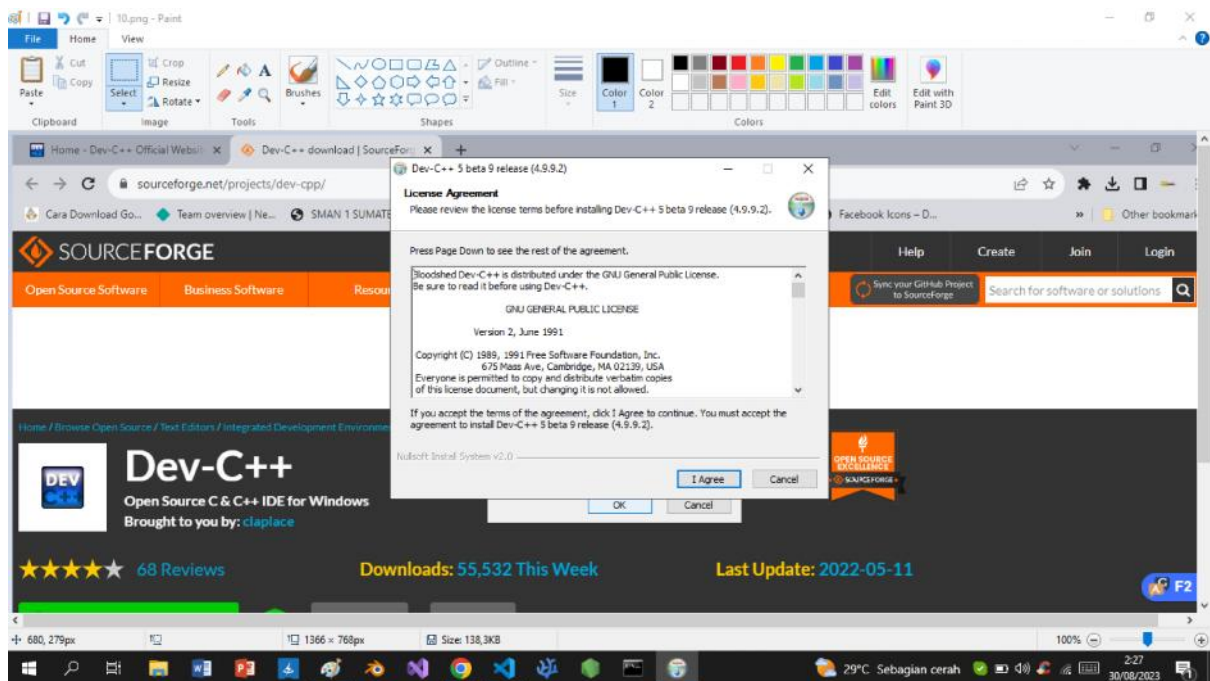 10.png - Paint
File Home View
Paste
Cut
Copy
Clipboard
Select
Crop
Resize
Rotate
Image
Tools
Brushes
Outline
Fill
Shapes
Size
Color 1
Color 2
Colors
Edit colors
Edit with Paint 3D
Home - Dev-C++ Official Websi
Dev-C++ download | SourceFor
sourceforge.net/projects/dev-cpp/
Cara Download Go...
Team overview | Ne...
SMAN 1 SUMATE
Facebook Icons – D...
Other bookmark
SOURCEFORGE
Help Create Join Login
Open Source Software Business Software Resour
Sync your GitHub Project
to SourceForge
Search for software or solutions
Dev-C++ 5 beta 9 release (4.9.9.2)
License Agreement
Please review the license terms before installing Dev-C++ 5 beta 9 release (4.9.9.2).
Press Page Down to see the rest of the agreement.
Bloodshed Dev-C++ is distributed under the GNU General Public License.
Be sure to read it before using Dev-C++.
GNU GENERAL PUBLIC LICENSE
Version 2, June 1991
Copyright (C) 1989, 1991 Free Software Foundation, Inc.
675 Mass Ave, Cambridge, MA 02139, USA
Everyone is permitted to copy and distribute verbatim copies
of this license document, but changing it is not allowed.
If you accept the terms of the agreement, click I Agree to continue. You must accept the
agreement to install Dev-C++ 5 beta 9 release (4.9.9.2).
Nullsoft Install System v2.0
I Agree Cancel
OK Cancel
Home / Browse Open Source / Text Editors / Integrated Development Environme
DEV
C++
Dev-C++
Open Source C & C++ IDE for Windows
Brought to you by: claplace
OPEN SOURCE
EXCELLENCE
SOURCEFORGE
68 Reviews
Downloads: 55,532 This Week
Last Update: 2022-05-11
F2
680, 279px
1366 × 768px
Size: 138,3KB
100%
29°C Sebagian cerah
2:27
30/08/2023